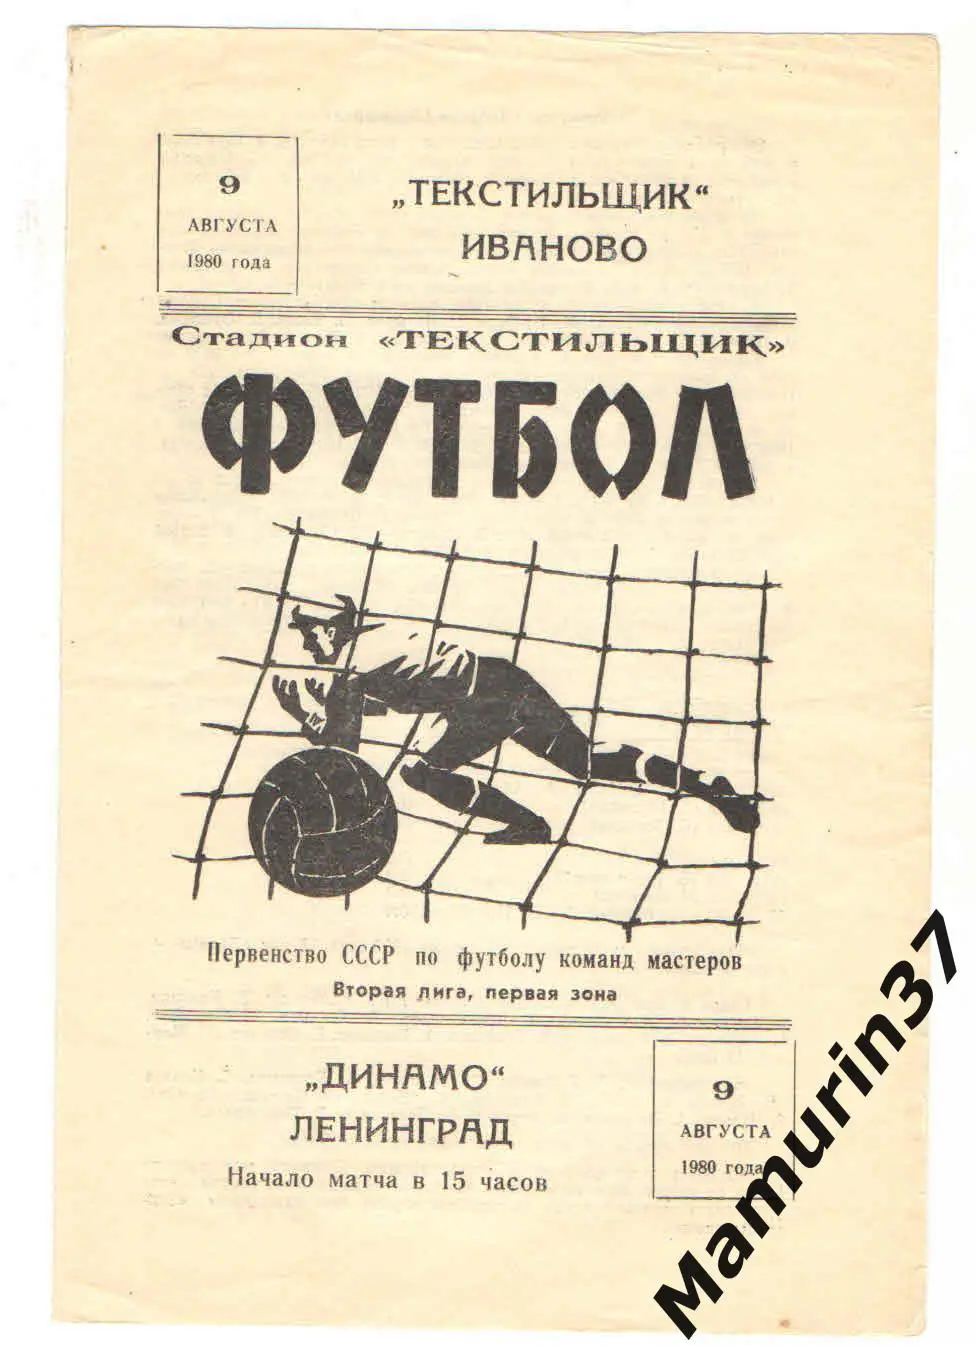 9
АВГУСТА
1980 года
„ТЕКСТИЛЬЩИК“
ИВАНОВО
Стадион «ТЕКСТИЛЬЩИК»
ФУТБОЛ
Первенство СССР по футболу команд мастеров
Вторая лига, первая зона
„ДИНАМО“
ЛЕНИНГРАД
Начало матча в 15 часов
9
АВГУСТА
1980 года
Mamurin37